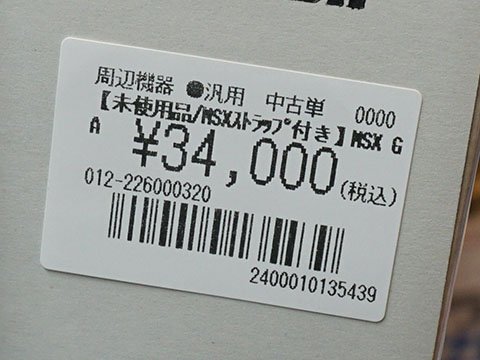 周辺機器 ●汎用 中古単 0000
【未使用品/MSXストラップ付き】MSX G
A ¥34,000(税込)
012-226000320
2400010135439